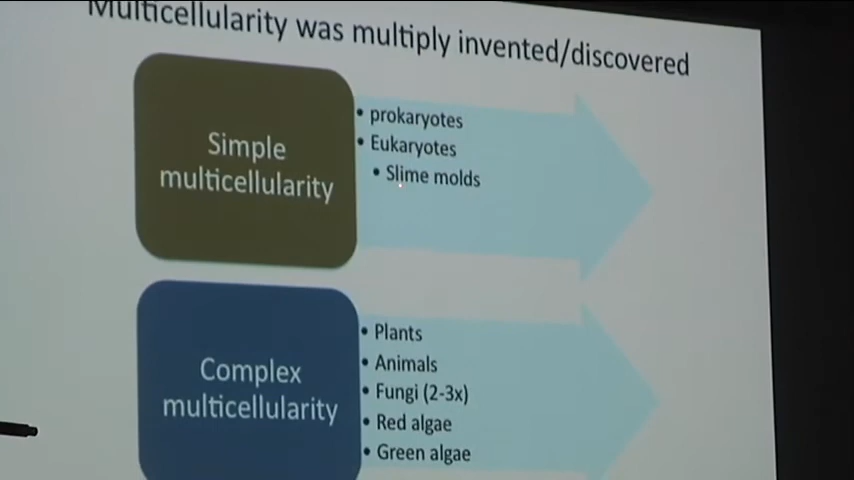 Multicellularity was multiply invented/discovered
Simple
multicellularity
• prokaryotes
• Eukaryotes
• Slime molds
Complex
multicellularity
• Plants
• Animals
• Fungi (2-3x)
• Red algae
• Green algae